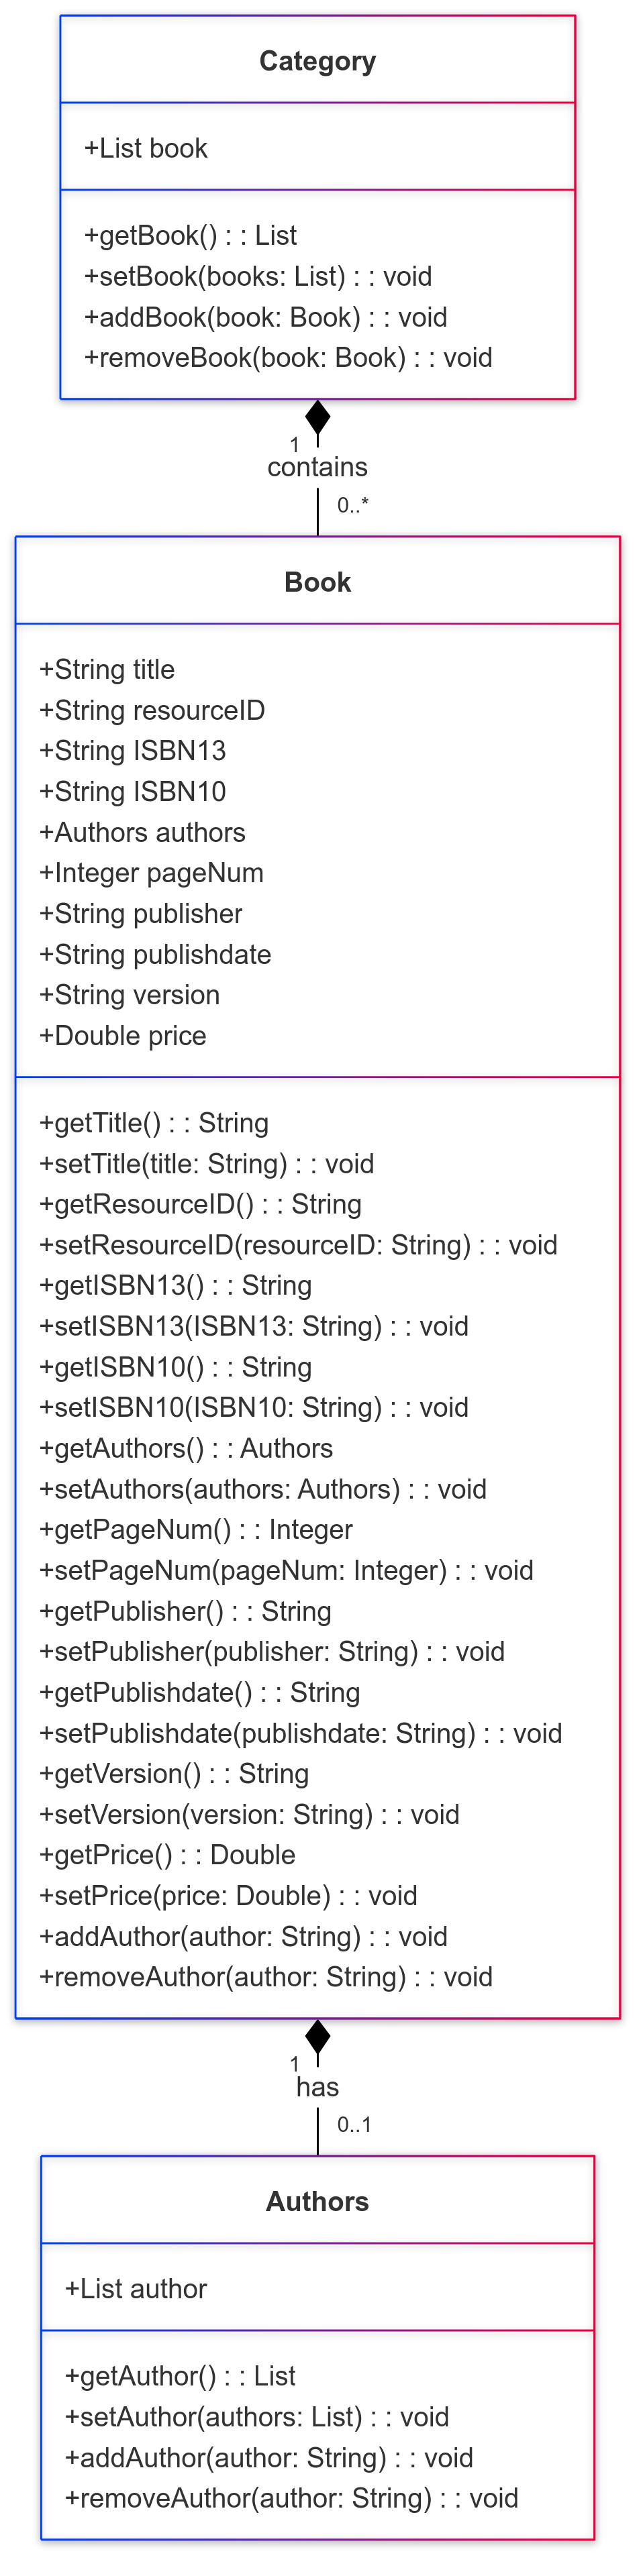 Category
+List book
+getBook() : : List
+setBook(books: List) : : void
+addBook(book: Book) : : void
+removeBook(book: Book) : : void
1
contains
0..*
Book
+String title
+String resourceID
+String ISBN13
+String ISBN10
+Authors authors
+Integer pageNum
+String publisher
+String publishdate
+String version
+Double price
+getTitle() : : String
+setTitle(title: String) : : void
+getResourceID() : : String
+setResourceID(resourceID: String) : : void
+getISBN13() : : String
+setISBN13(ISBN13: String) : : void
+getISBN10() : : String
+setISBN10(ISBN10: String) : : void
+getAuthors() : : Authors
+setAuthors(authors: Authors) : : void
+getPageNum() : : Integer
+setPageNum(pageNum: Integer) : : void
+getPublisher() : : String
+setPublisher(publisher: String) : : void
+getPublishdate() : : String
+setPublishdate(publishdate: String) : : void
+getVersion() : : String
+setVersion(version: String) : : void
+getPrice() : : Double
+setPrice(price: Double) : : void
+addAuthor(author: String) : : void
+removeAuthor(author: String) : : void
1
has
0..1
Authors
+List author
+getAuthor() : : List
+setAuthor(authors: List) : : void
+addAuthor(author: String) : : void
+removeAuthor(author: String) : : void